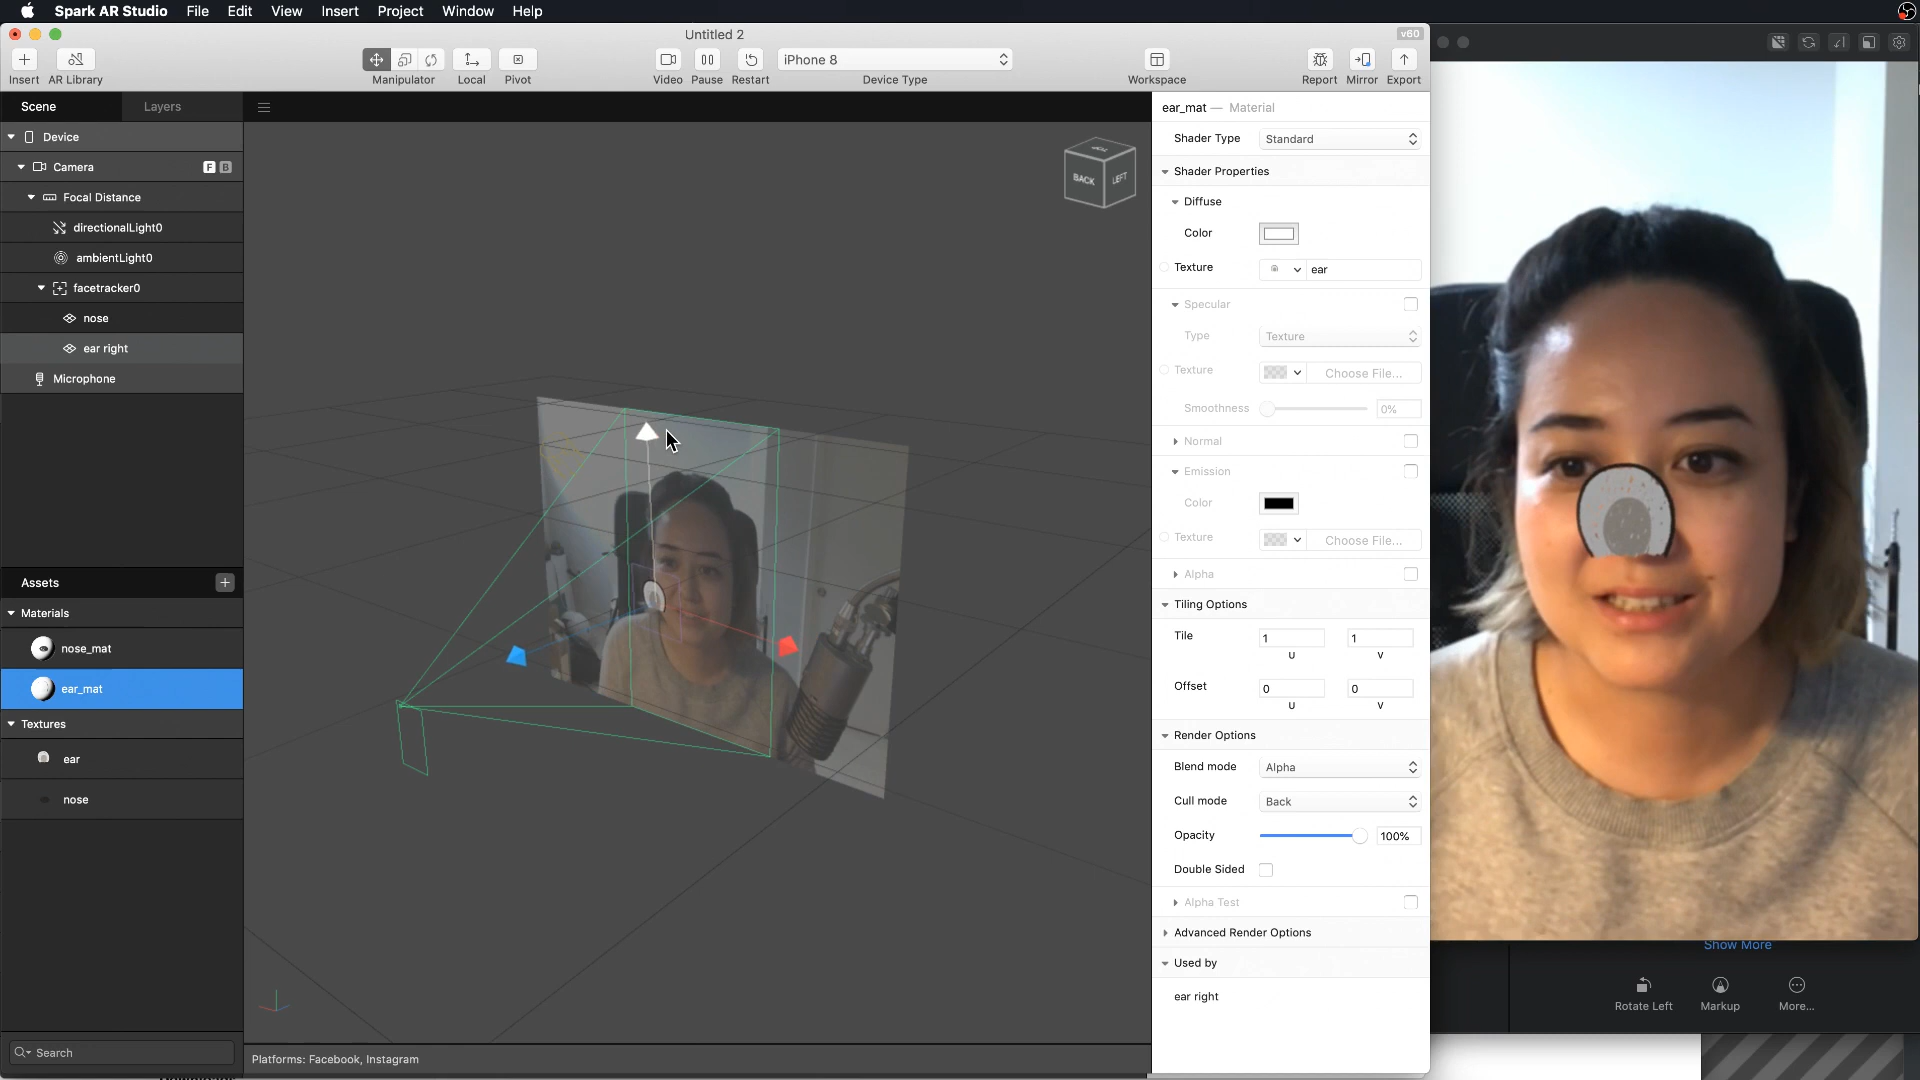 Spark AR Studio File Edit View Insert Project Window Help
Untitled 2
v60
iPhone 8
Insert AR Library Manipulator Local Pivot Video Pause Restart Device Type Workspace Report Mirror Export
Scene Layers
Device
Camera F B
Focal Distance
directionalLight0
ambientLight0
facetracker0
nose
ear right
Microphone
Assets
Materials
nose_mat
ear_mat
Textures
ear
nose
Search
BACK LEFT
TOP
Platforms: Facebook, Instagram
ear_mat — Material
Shader Type Standard
Shader Properties
Diffuse
Color
Texture ear
Specular
Type Texture
Texture Choose File...
Smoothness 0%
Normal
Emission
Color
Texture Choose File...
Alpha
Tiling Options
Tile 1 1
U V
Offset 0 0
U V
Render Options
Blend mode Alpha
Cull mode Back
Opacity 100%
Double Sided
Alpha Test
Advanced Render Options
Used by
ear right
Show More
Rotate Left Markup More...